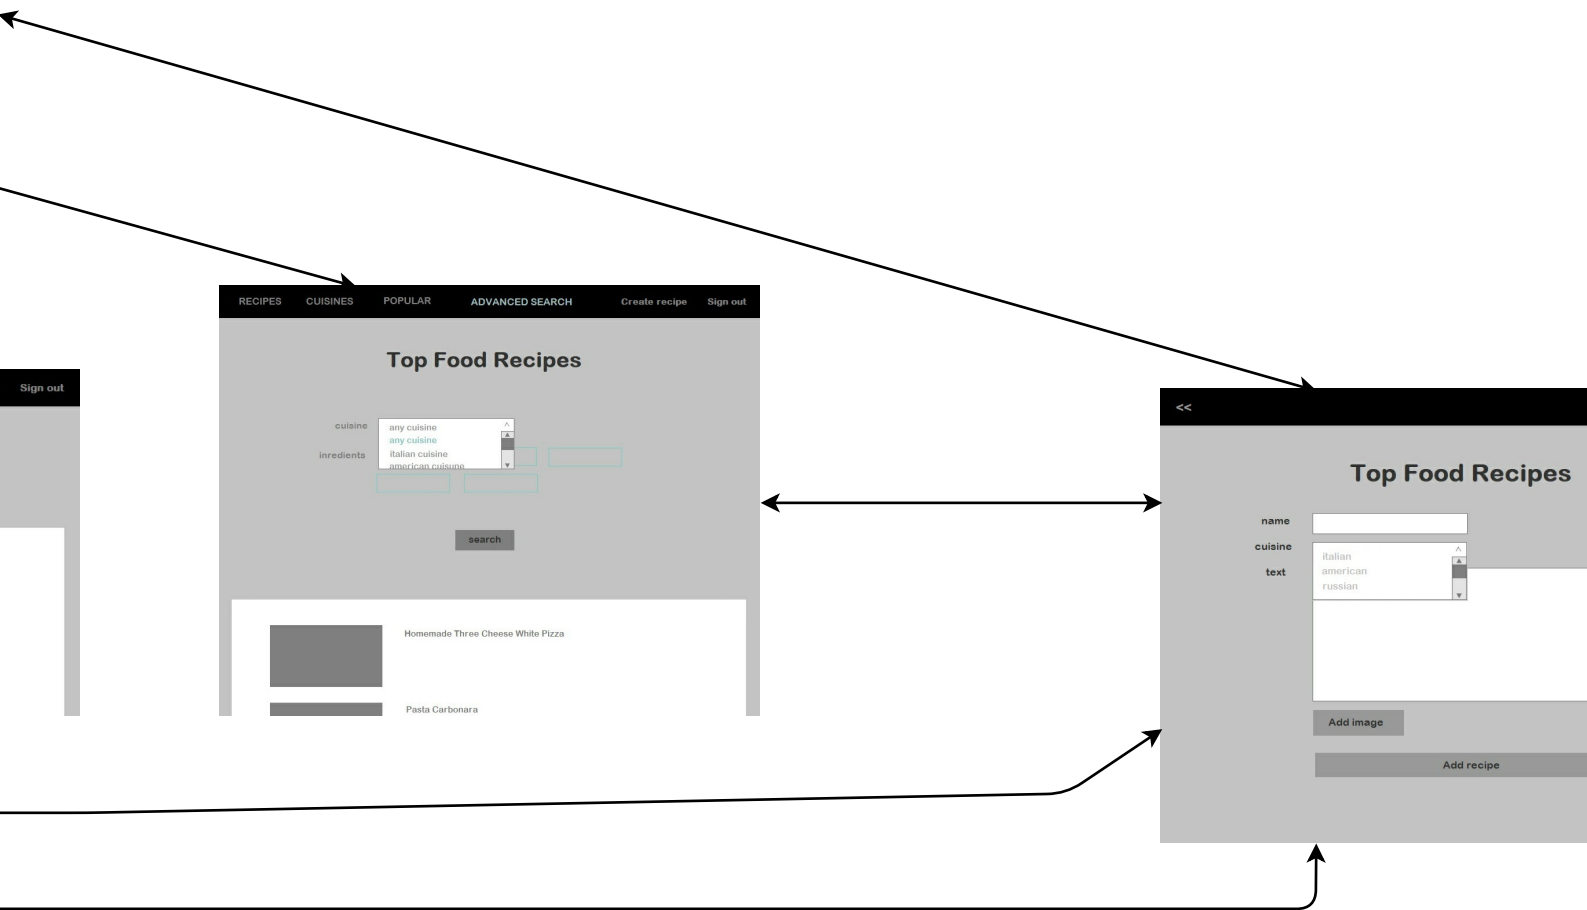 Sign out
RECIPES CUISINES POPULAR ADVANCED SEARCH Create recipe Sign out
Top Food Recipes
cuisine
any cuisine
any cuisine
inredients
italian cuisine
american cuisune
search
Homemade Three Cheese White Pizza
Pasta Carbonara
<<
Top Food Recipes
name
cuisine
italian
text
american
russian
Add image
Add recipe